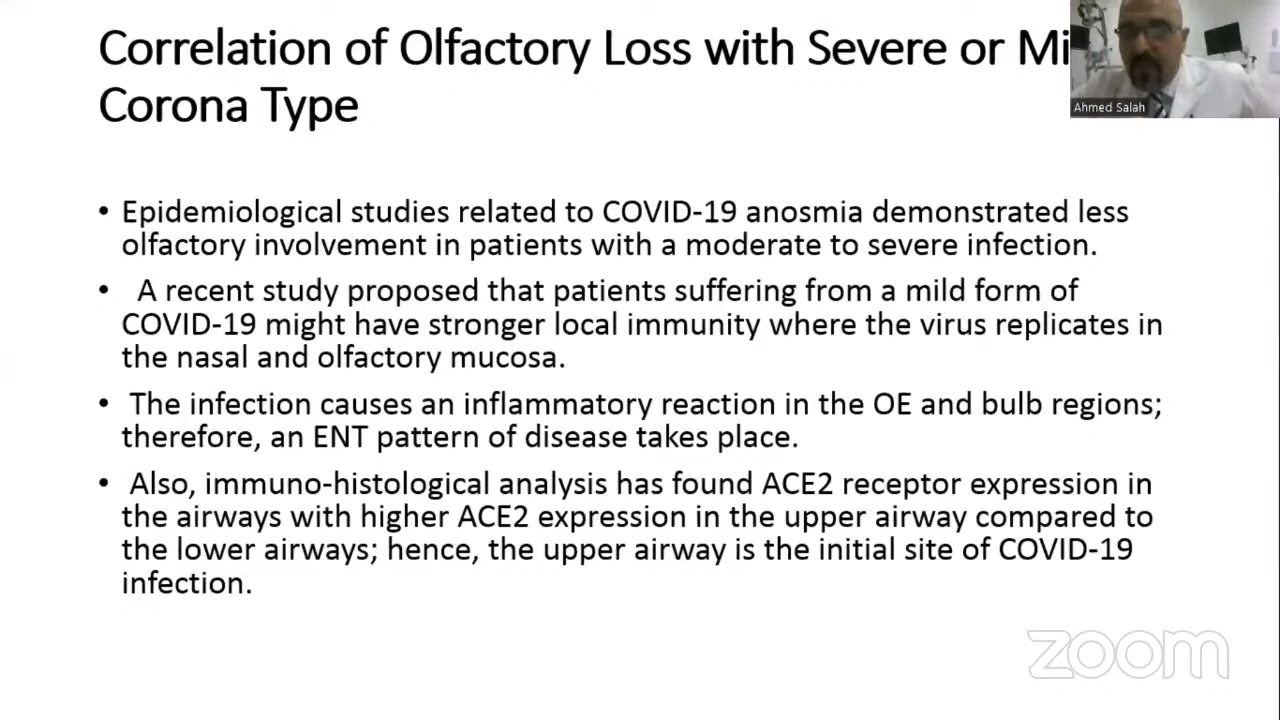 Correlation of Olfactory Loss with Severe or
Corona Type
Ahmed Salah
• Epidemiological studies related to COVID-19 anosmia demonstrated less
olfactory involvement in patients with a moderate to severe infection.
• A recent study proposed that patients suffering from a mild form of
COVID-19 might have stronger local immunity where the virus replicates in
the nasal and olfactory mucosa.
• The infection causes an inflammatory reaction in the OE and bulb regions;
therefore, an ENT pattern of disease takes place.
• Also, immuno-histological analysis has found ACE2 receptor expression in
the airways with higher ACE2 expression in the upper airway compared to
the lower airways; hence, the upper airway is the initial site of COVID-19
infection.
zoom